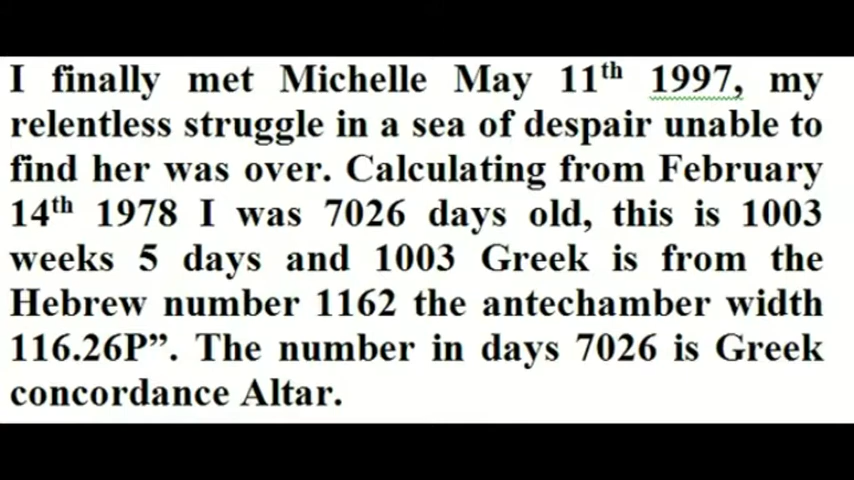 I finally met Michelle May 11th 1997, my
relentless struggle in a sea of despair unable to
find her was over. Calculating from February
14th 1978 I was 7026 days old, this is 1003
weeks 5 days and 1003 Greek is from the
Hebrew number 1162 the antechamber width
116.26P”. The number in days 7026 is Greek
concordance Altar.